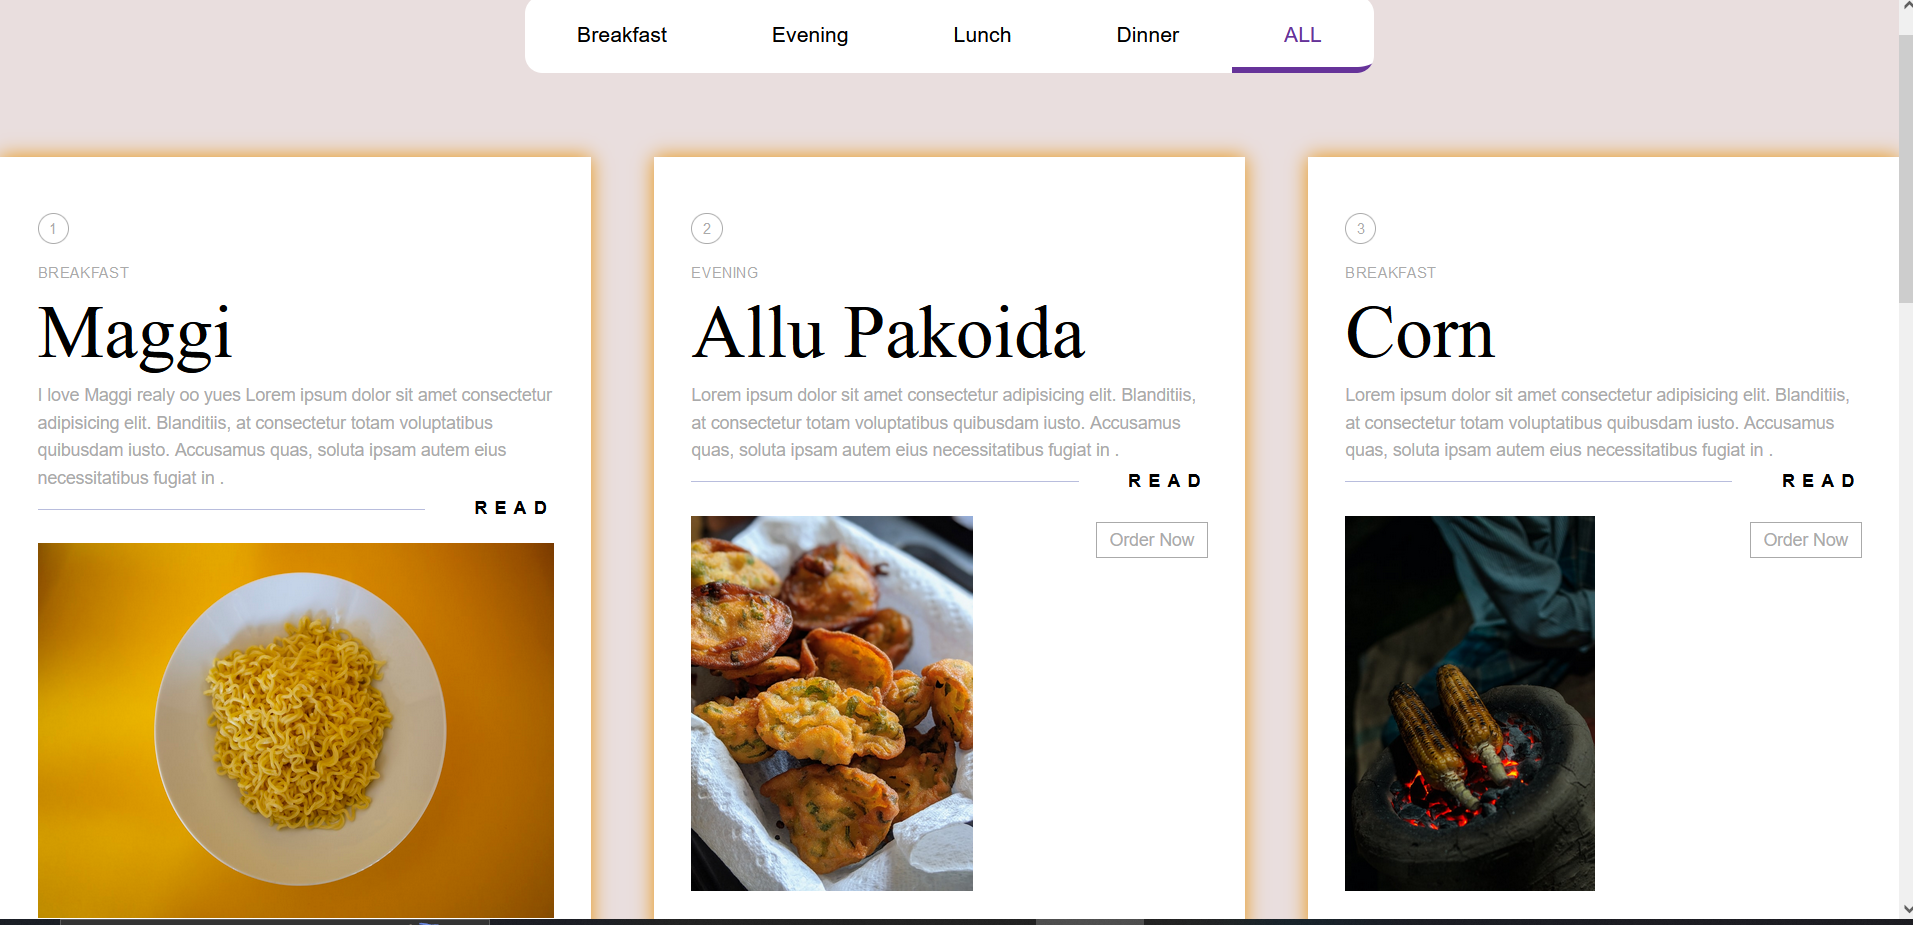 Breakfast
Evening
Lunch
Dinner
ALL
1
BREAKFAST
Maggi
I love Maggi realy oo yues Lorem ipsum dolor sit amet consectetur
adipisicing elit. Blanditiis, at consectetur totam voluptatibus
quibusdam iusto. Accusamus quas, soluta ipsam autem eius
necessitatibus fugiat in .
READ
2
EVENING
Allu Pakoida
Lorem ipsum dolor sit amet consectetur adipisicing elit. Blanditiis,
at consectetur totam voluptatibus quibusdam iusto. Accusamus
quas, soluta ipsam autem eius necessitatibus fugiat in .
READ
Order Now
3
BREAKFAST
Corn
Lorem ipsum dolor sit amet consectetur adipisicing elit. Blanditiis,
at consectetur totam voluptatibus quibusdam iusto. Accusamus
quas, soluta ipsam autem eius necessitatibus fugiat in .
READ
Order Now